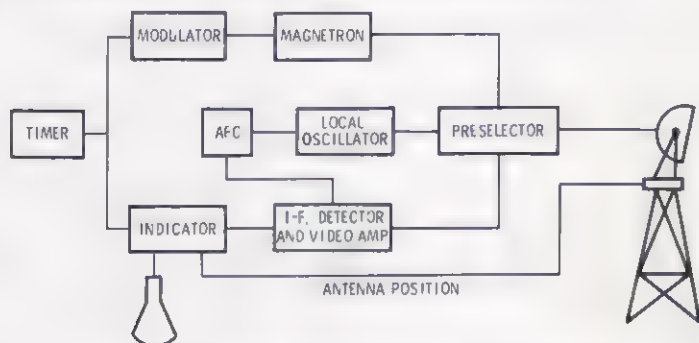 MODULATOR
MAGNETRON
TIMER
AFC
LOCAL
OSCILLATOR
PRESELECTOR
INDICATOR
I-F, DETECTOR
AND VIDEO AMP
ANTENNA POSITION